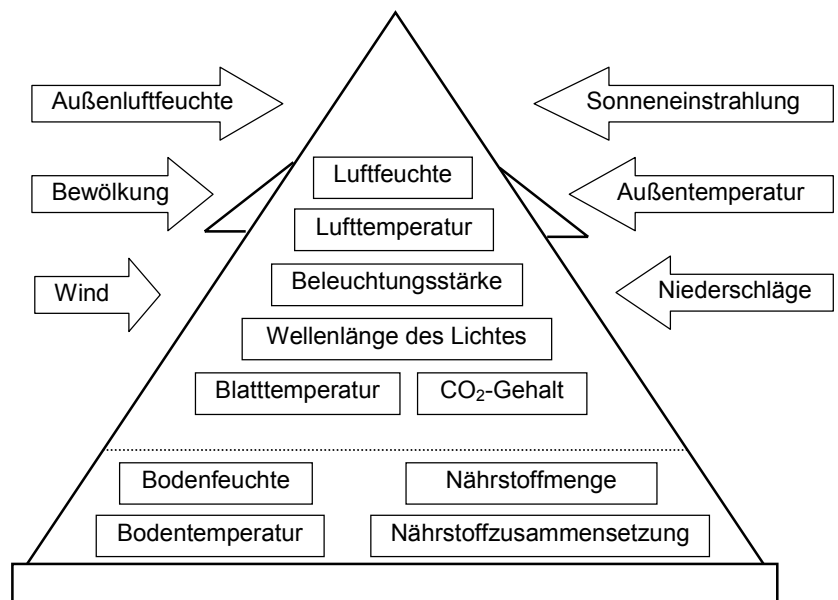 Außenluftfeuchte
Sonneneinstrahlung
Bewölkung
Luftfeuchte
Außentemperatur
Lufttemperatur
Wind
Beleuchtungsstärke
Niederschläge
Wellenlänge des Lichtes
Blatttemperatur
CO₂-Gehalt
Bodenfeuchte
Nährstoffmenge
Bodentemperatur
Nährstoffzusammensetzung